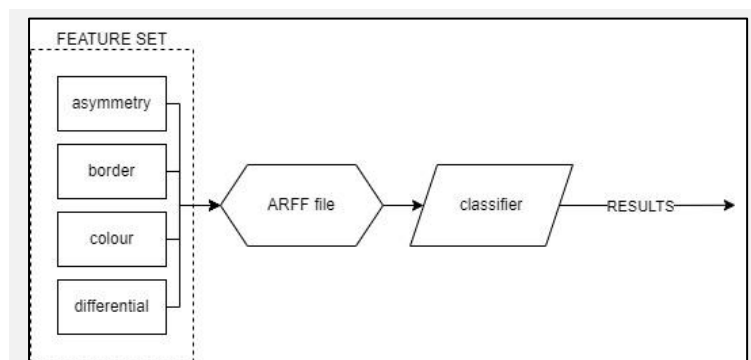 FEATURE SET
asymmetry
border
colour
differential
ARFF file
classifier
RESULTS